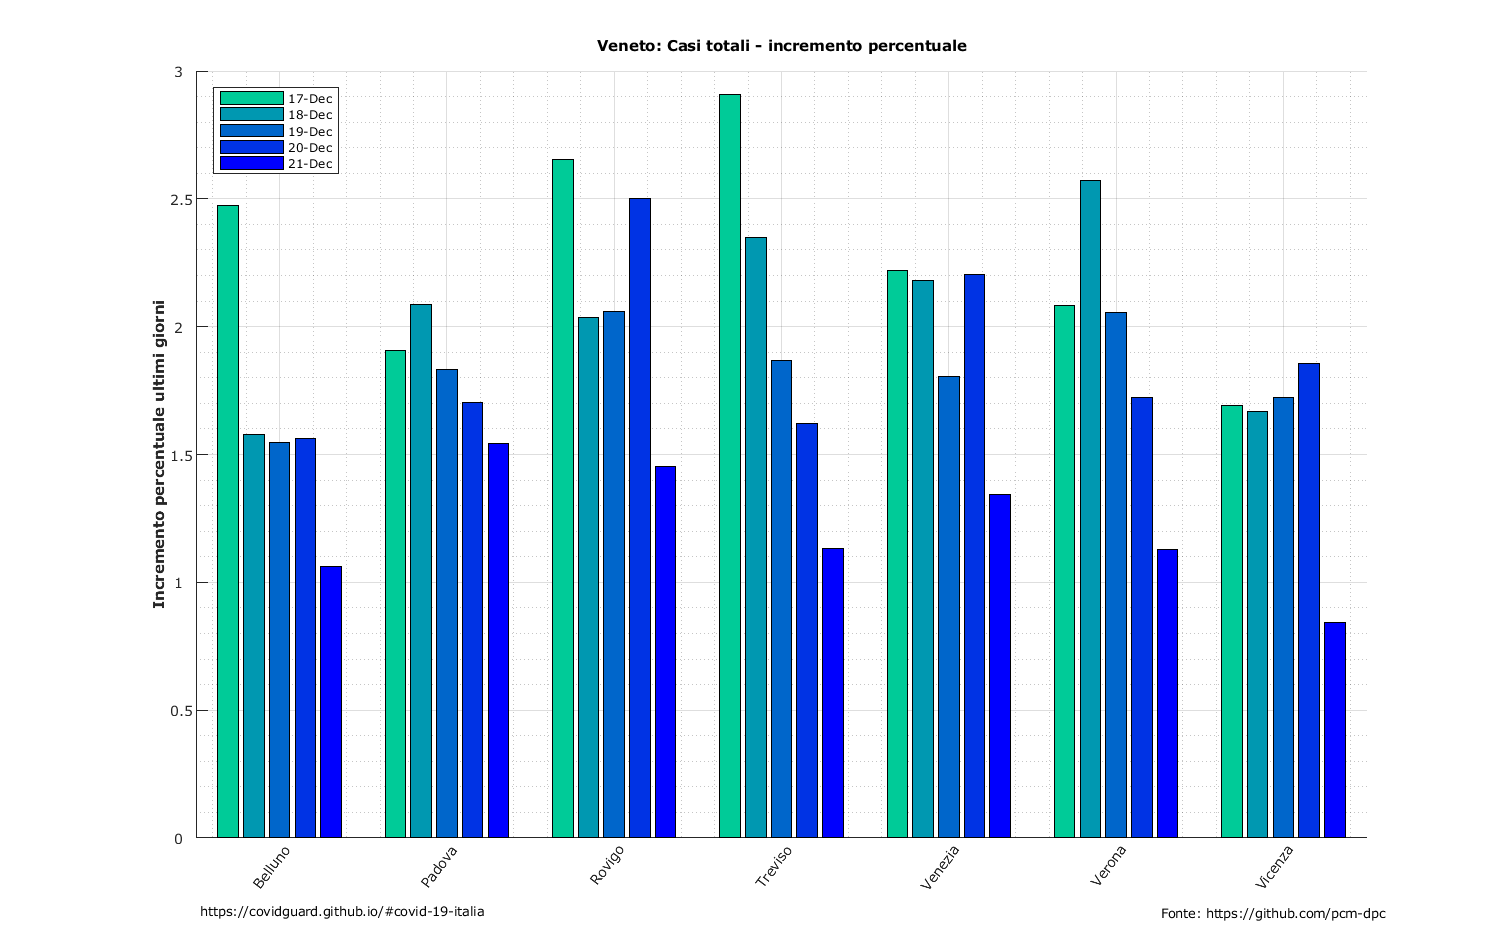 Veneto: Casi totali - incremento percentuale
3
2.5
2
1.5
1
0.5
0
Incremento percentuale ultimi giorni
17-Dec
18-Dec
19-Dec
20-Dec
21-Dec
Belluno
Padova
Rovigo
Treviso
Venezia
Verona
Vicenza
https://covidguard.github.io/#covid-19-italia
Fonte: https://github.com/pcm-dpc